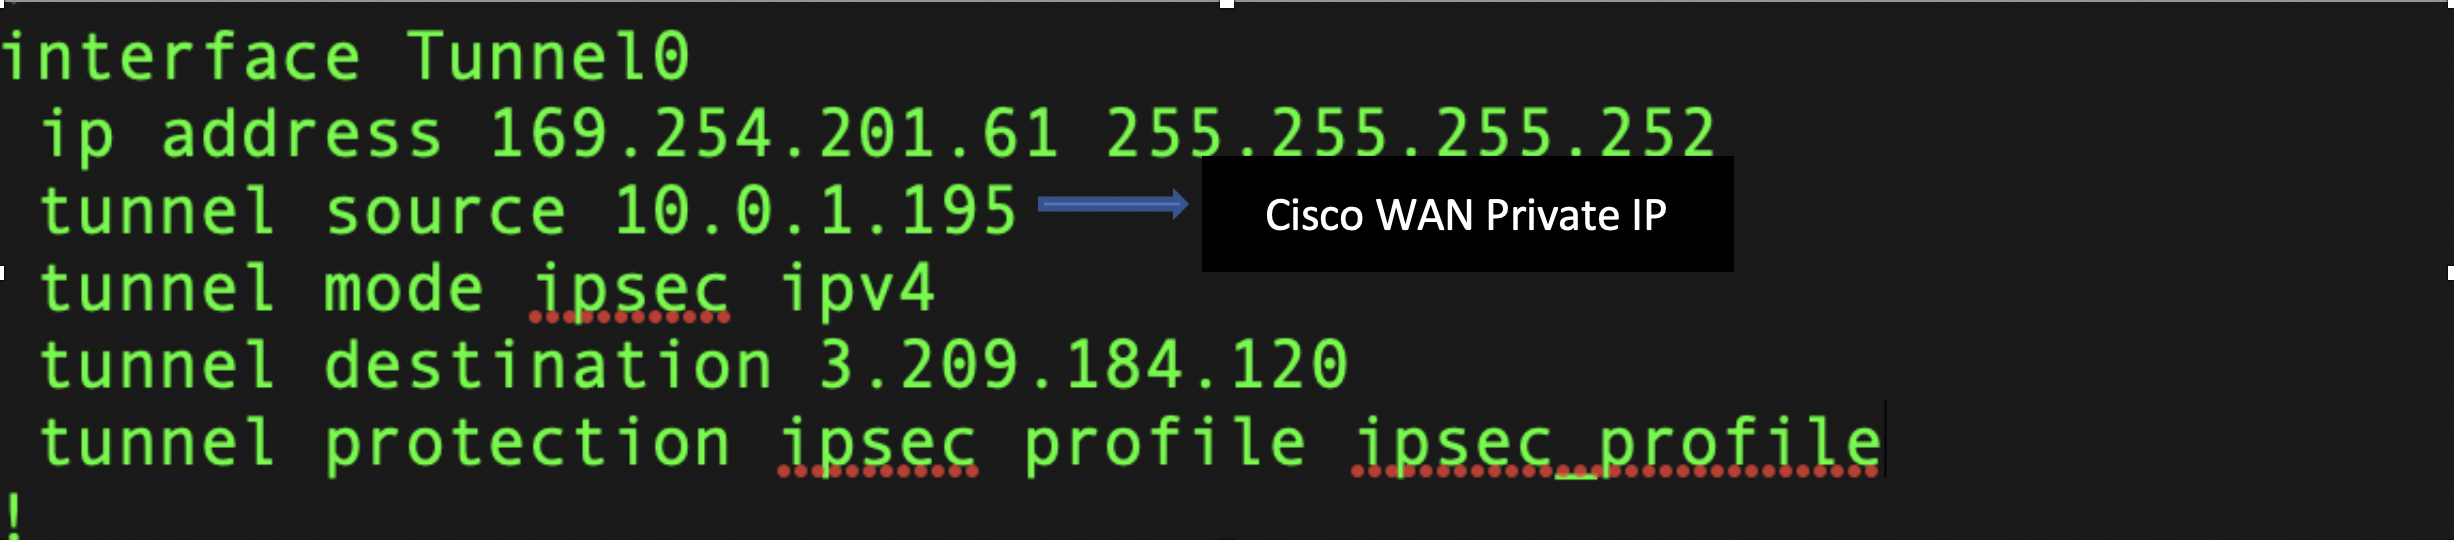 interface Tunnel0
ip address 169.254.201.61 255.255.255.252
tunnel source 10.0.1.195
Cisco WAN Private IP
tunnel mode ipsec ipv4
tunnel destination 3.209.184.120
tunnel protection ipsec profile ipsec_profile
!